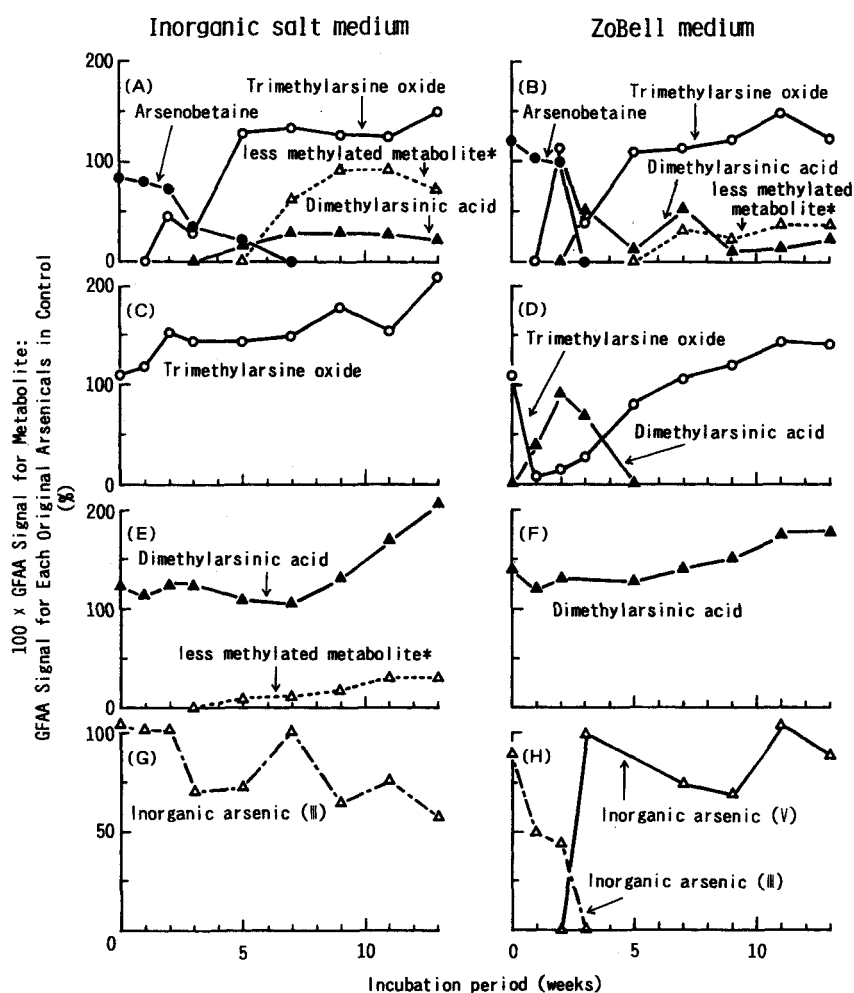 Inorganic salt medium
ZoBell medium
200
(A)
Trimethylarsine oxide
Arsenobetaine
less methylated metabolite*
100
Dimethylarsinic acid
0
(B)
Trimethylarsine oxide
Arsenobetaine
Dimethylarsinic acid
less methylated
metabolite*
200
(C)
Trimethylarsine oxide
100
0
(D)
Trimethylarsine oxide
Dimethylarsinic acid
200
(E)
Dimethylarsinic acid
100
less methylated metabolite*
0
(F)
Dimethylarsinic acid
100
(G)
Inorganic arsenic (III)
50
0
5
10
(H)
Inorganic arsenic (V)
Inorganic arsenic (III)
0
5
10
Incubation period (weeks)
100 x GFAA Signal for Metabolite:
GFAA Signal for Each Original Arsenicals in Control
(%)